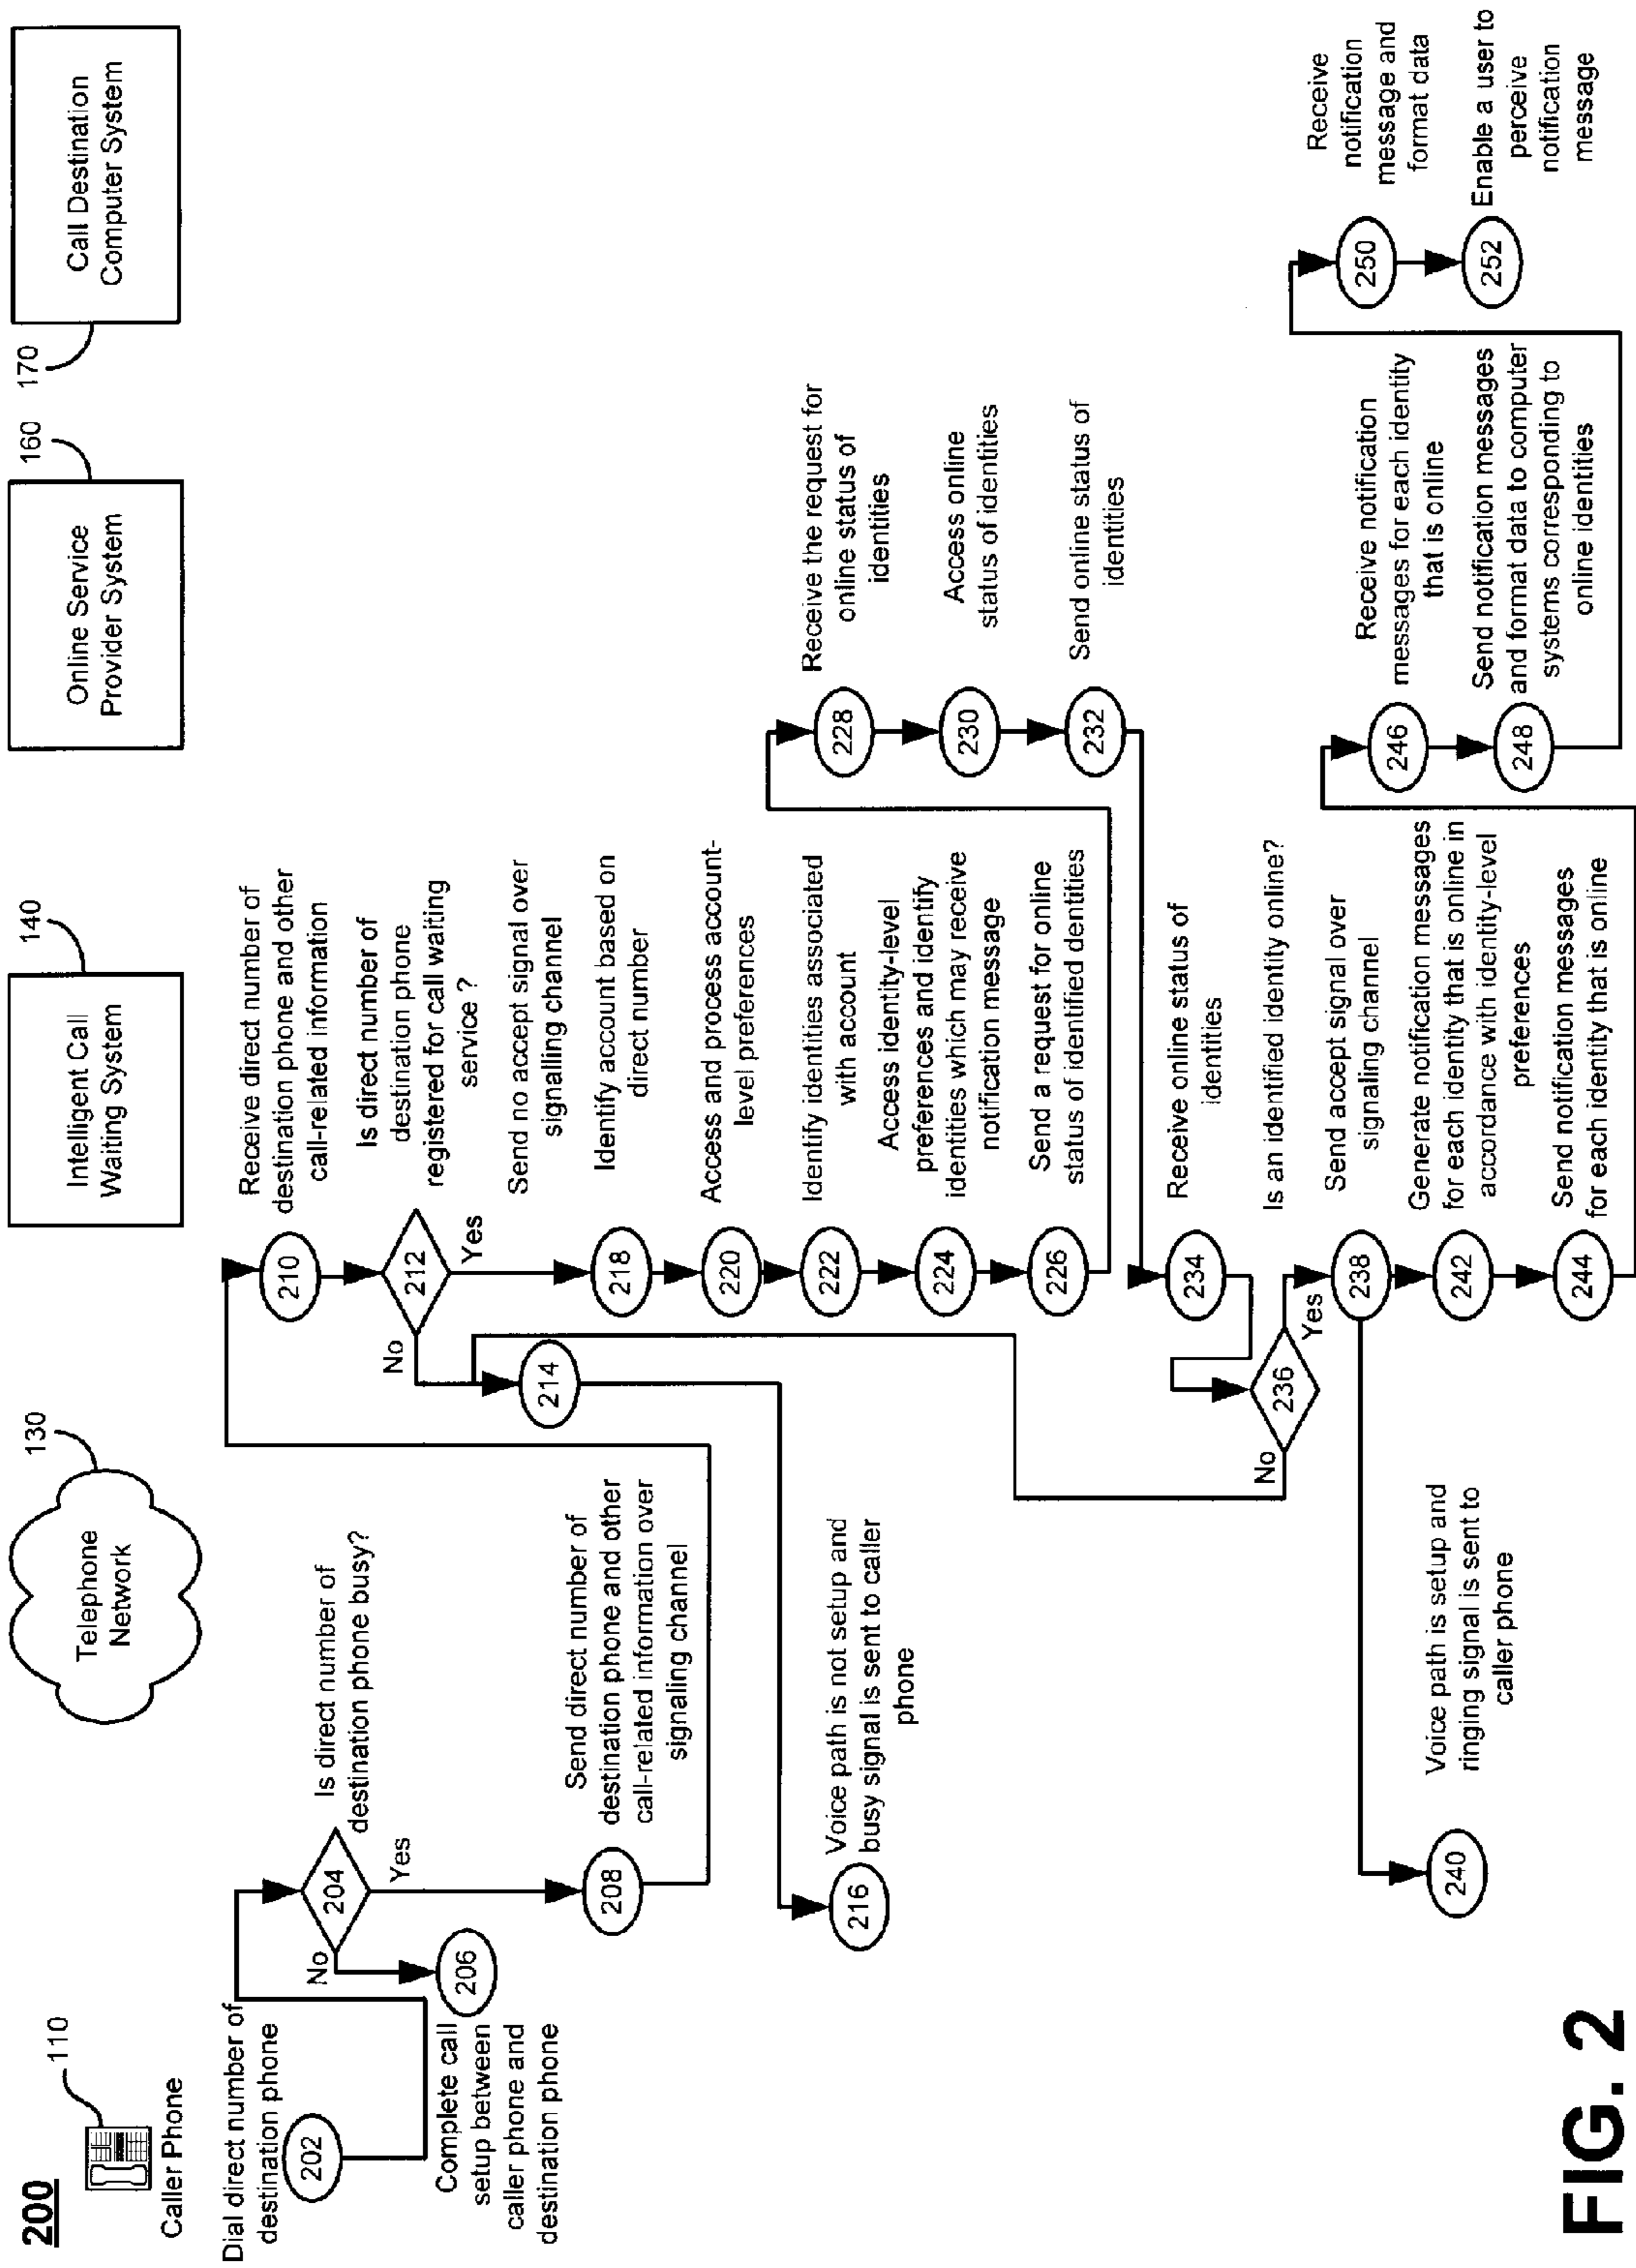 200
110
Caller Phone
130
Telephone
Network
140
Intelligent Call
Waiting System
160
Online Service
Provider System
170
Call Destination
Computer System
Dial direct number of
destination phone
202
Is direct number of
destination phone busy?
204
No
Yes
206
Complete call
setup between
caller phone and
destination phone
208
Send direct number of
destination phone and other
call-related information over
signaling channel
210
Receive direct number of
destination phone and other
call-related information
212
Is direct number of
destination phone
registered for call waiting
service ?
No
Yes
214
Send no accept signal over
signalling channel
216
Voice path is not setup and
busy signal is sent to caller
phone
218
Identify account based on
direct number
220
Access and process account-
level preferences
222
Identify identities associated
with account
224
Access identity-level
preferences and identify
identities which may receive
notification message
226
Send a request for online
status of identified dentities
228
Receive the request for
online status of
identities
230
Access online
status of identities
232
Send online status of
identities
234
Receive online status of
identities
236
Is an identified identity online?
No
Yes
238
Send accept signal over
signaling channel
240
Voice path is setup and
ringing signal is sent to
caller phone
242
Generate notification messages
for each identity that is online in
accordance with identity-level
preferences
244
Send notification messages
for each identity that is online
246
Receive notification
messages for each identity
that is online
248
Send notification messages
and format data to computer
systems corresponding to
online identities
250
Receive
notification
message and
format data
252
Enable a user to
perceive
notification
message
FIG. 2